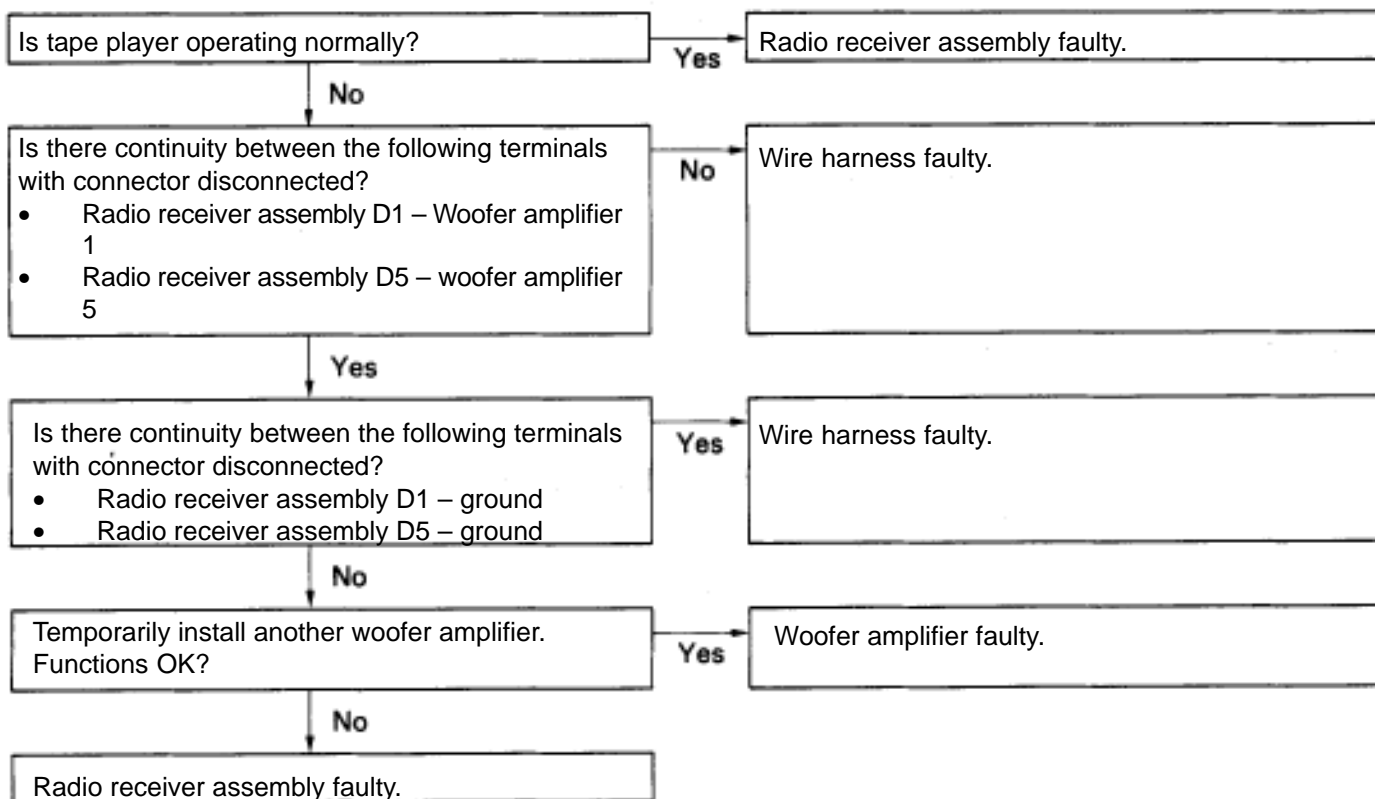 Is tape player operating normally?
Yes
Radio receiver assembly faulty.
No
Is there continuity between the following terminals
with connector disconnected?
• Radio receiver assembly D1 – Woofer amplifier
1
• Radio receiver assembly D5 – woofer amplifier
5
No
Wire harness faulty.
Yes
Is there continuity between the following terminals
with connector disconnected?
• Radio receiver assembly D1 – ground
• Radio receiver assembly D5 – ground
Yes
Wire harness faulty.
No
Temporarily install another woofer amplifier.
Functions OK?
Yes
Woofer amplifier faulty.
No
Radio receiver assembly faulty.